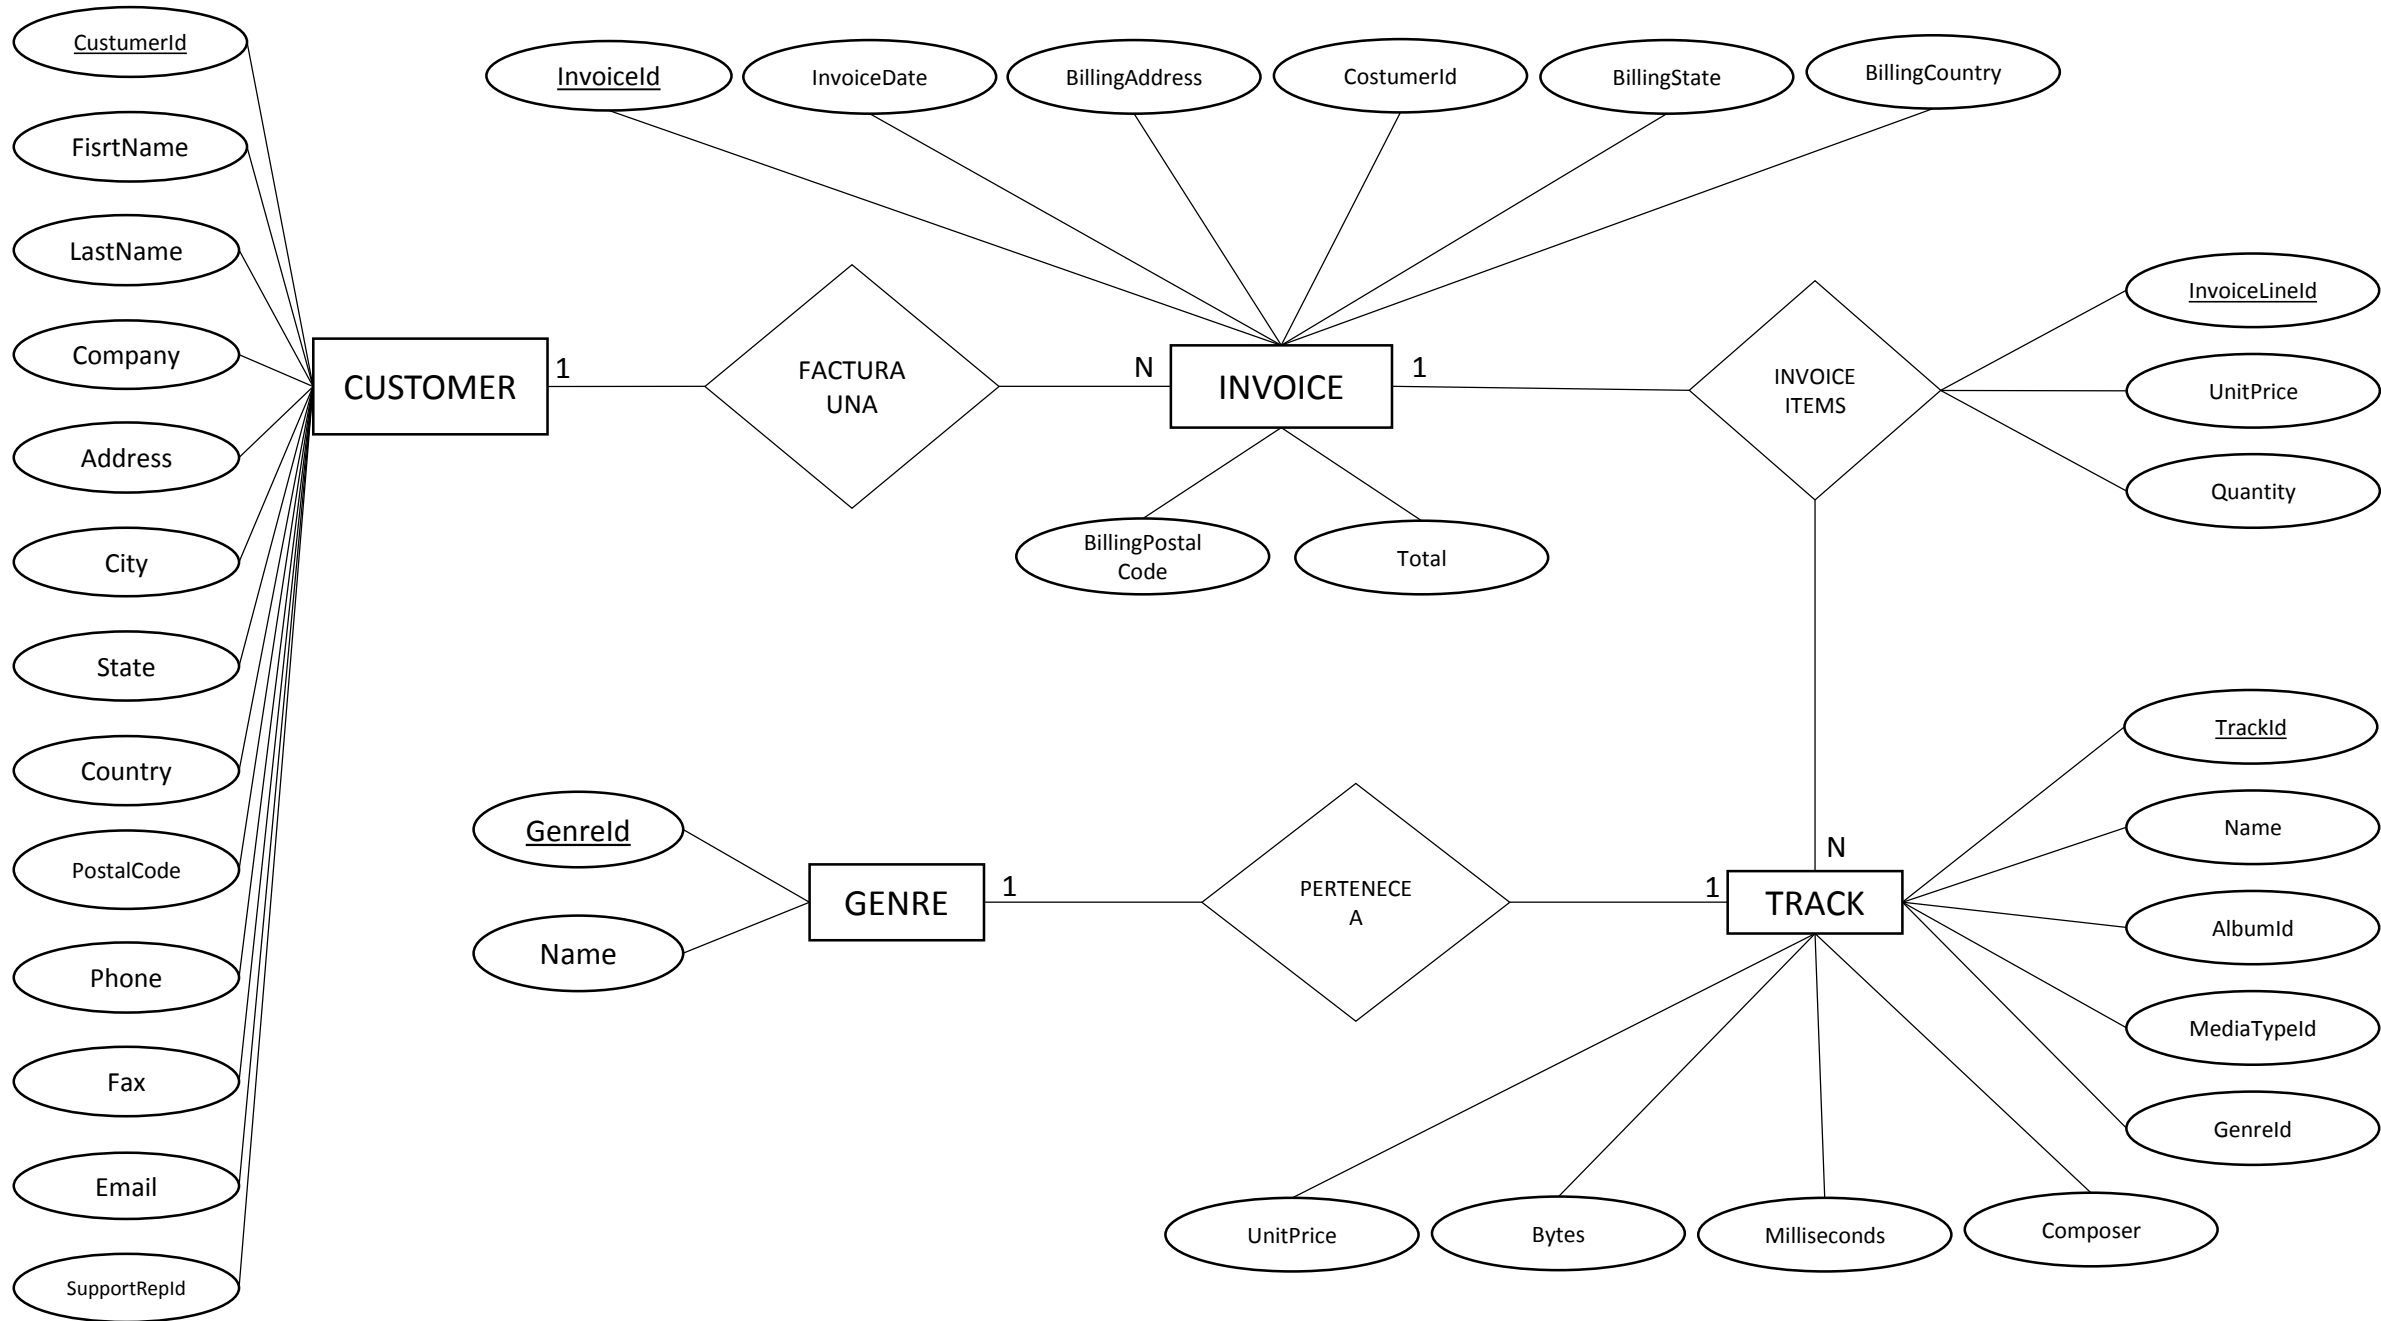 CustumerId
FisrtName
LastName
Company
Address
City
State
Country
PostalCode
Phone
Fax
Email
SupportRepId
InvoiceId
InvoiceDate
BillingAddress
CostumerId
BillingState
BillingCountry
CUSTOMER
1
FACTURA
UNA
N
INVOICE
1
INVOICE
ITEMS
InvoiceLineId
UnitPrice
Quantity
BillingPostal
Code
Total
GenreId
Name
GENRE
1
PERTENECE
A
1
N
TRACK
TrackId
Name
AlbumId
MediaTypeId
GenreId
UnitPrice
Bytes
Milliseconds
Composer